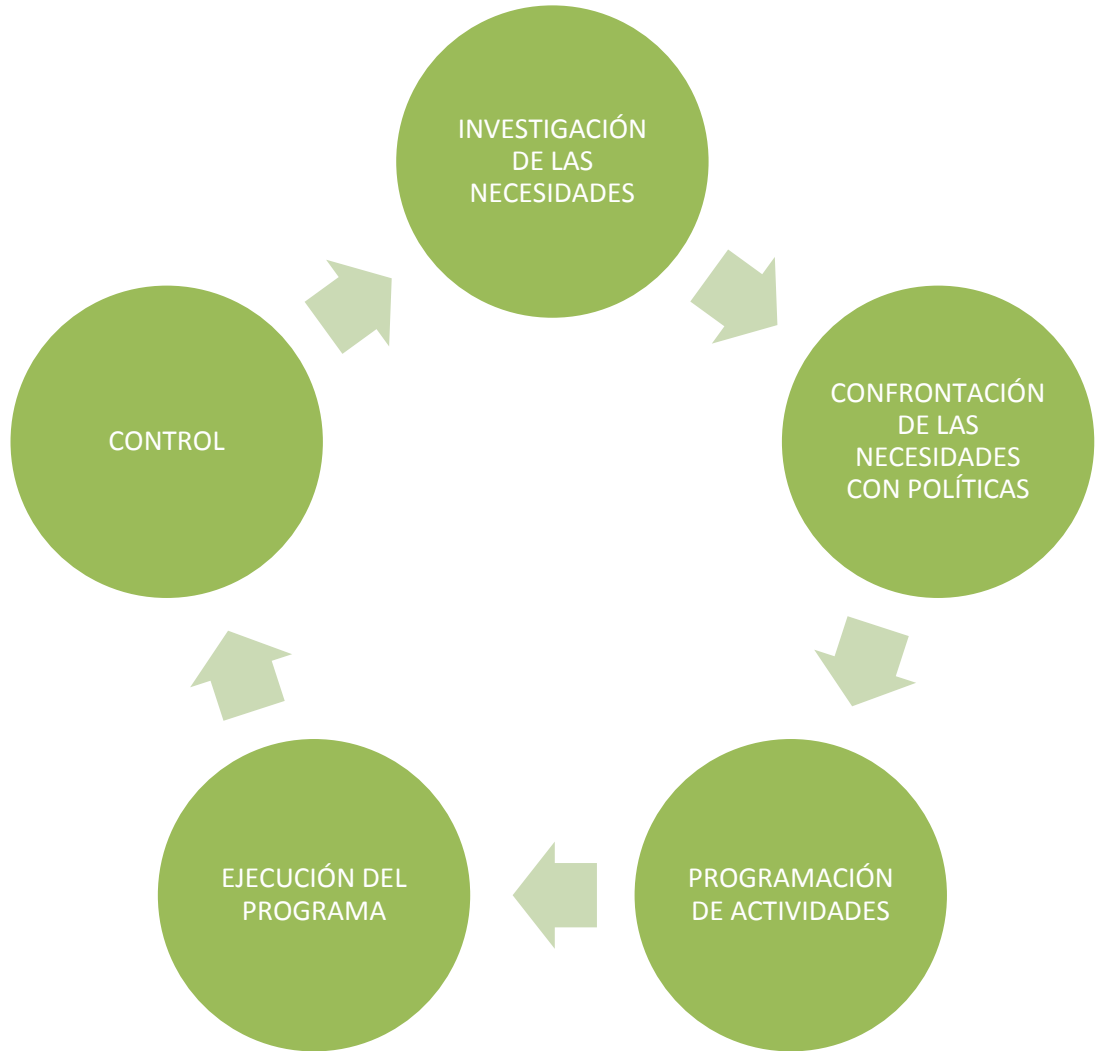 INVESTIGACIÓN
DE LAS
NECESIDADES
CONFRONTACIÓN
DE LAS
NECESIDADES
CON POLÍTICAS
PROGRAMACIÓN
DE ACTIVIDADES
EJECUCIÓN DEL
PROGRAMA
CONTROL